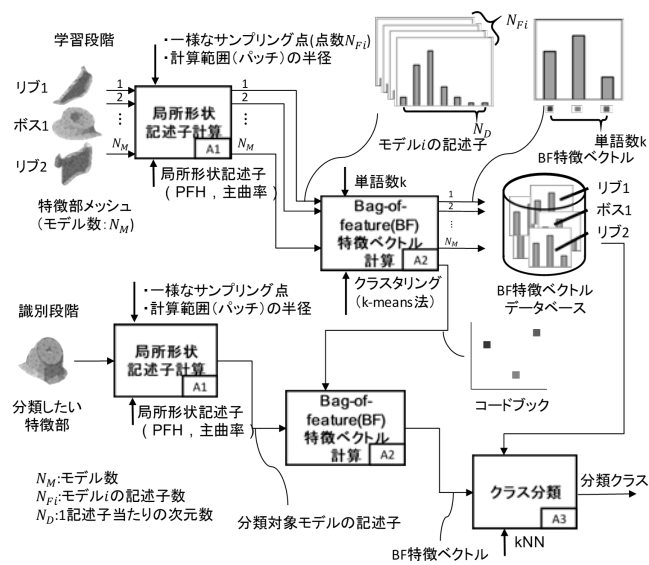 学習段階
・一様なサンプリング点(点数N_Fi)
・計算範囲(パッチ)の半径
リブ1
ボス1
リブ2
1
2
⋮
N_M
局所形状
記述子計算
A1
1
2
⋮
N_M
局所形状記述子
(PFH,主曲率)
特徴部メッシュ
(モデル数:N_M)
N_Fi
N_D
モデルiの記述子
単語数k
BF特徴ベクトル
単語数k
Bag-of-
feature(BF)
特徴ベクトル
計算
A2
1
2
⋮
N_M
クラスタリング
(k-means法)
リブ1
ボス1
リブ2
BF特徴ベクトル
データベース
コードブック
識別段階
・一様なサンプリング点
・計算範囲(パッチ)の半径
分類したい
特徴部
局所形状
記述子計算
A1
局所形状記述子
(PFH,主曲率)
Bag-of-
feature(BF)
特徴ベクトル
計算
A2
クラス分類
A3
分類クラス
kNN
N_M:モデル数
N_Fi:モデルiの記述子数
N_D:1記述子当たりの次元数
分類対象モデルの記述子
BF特徴ベクトル